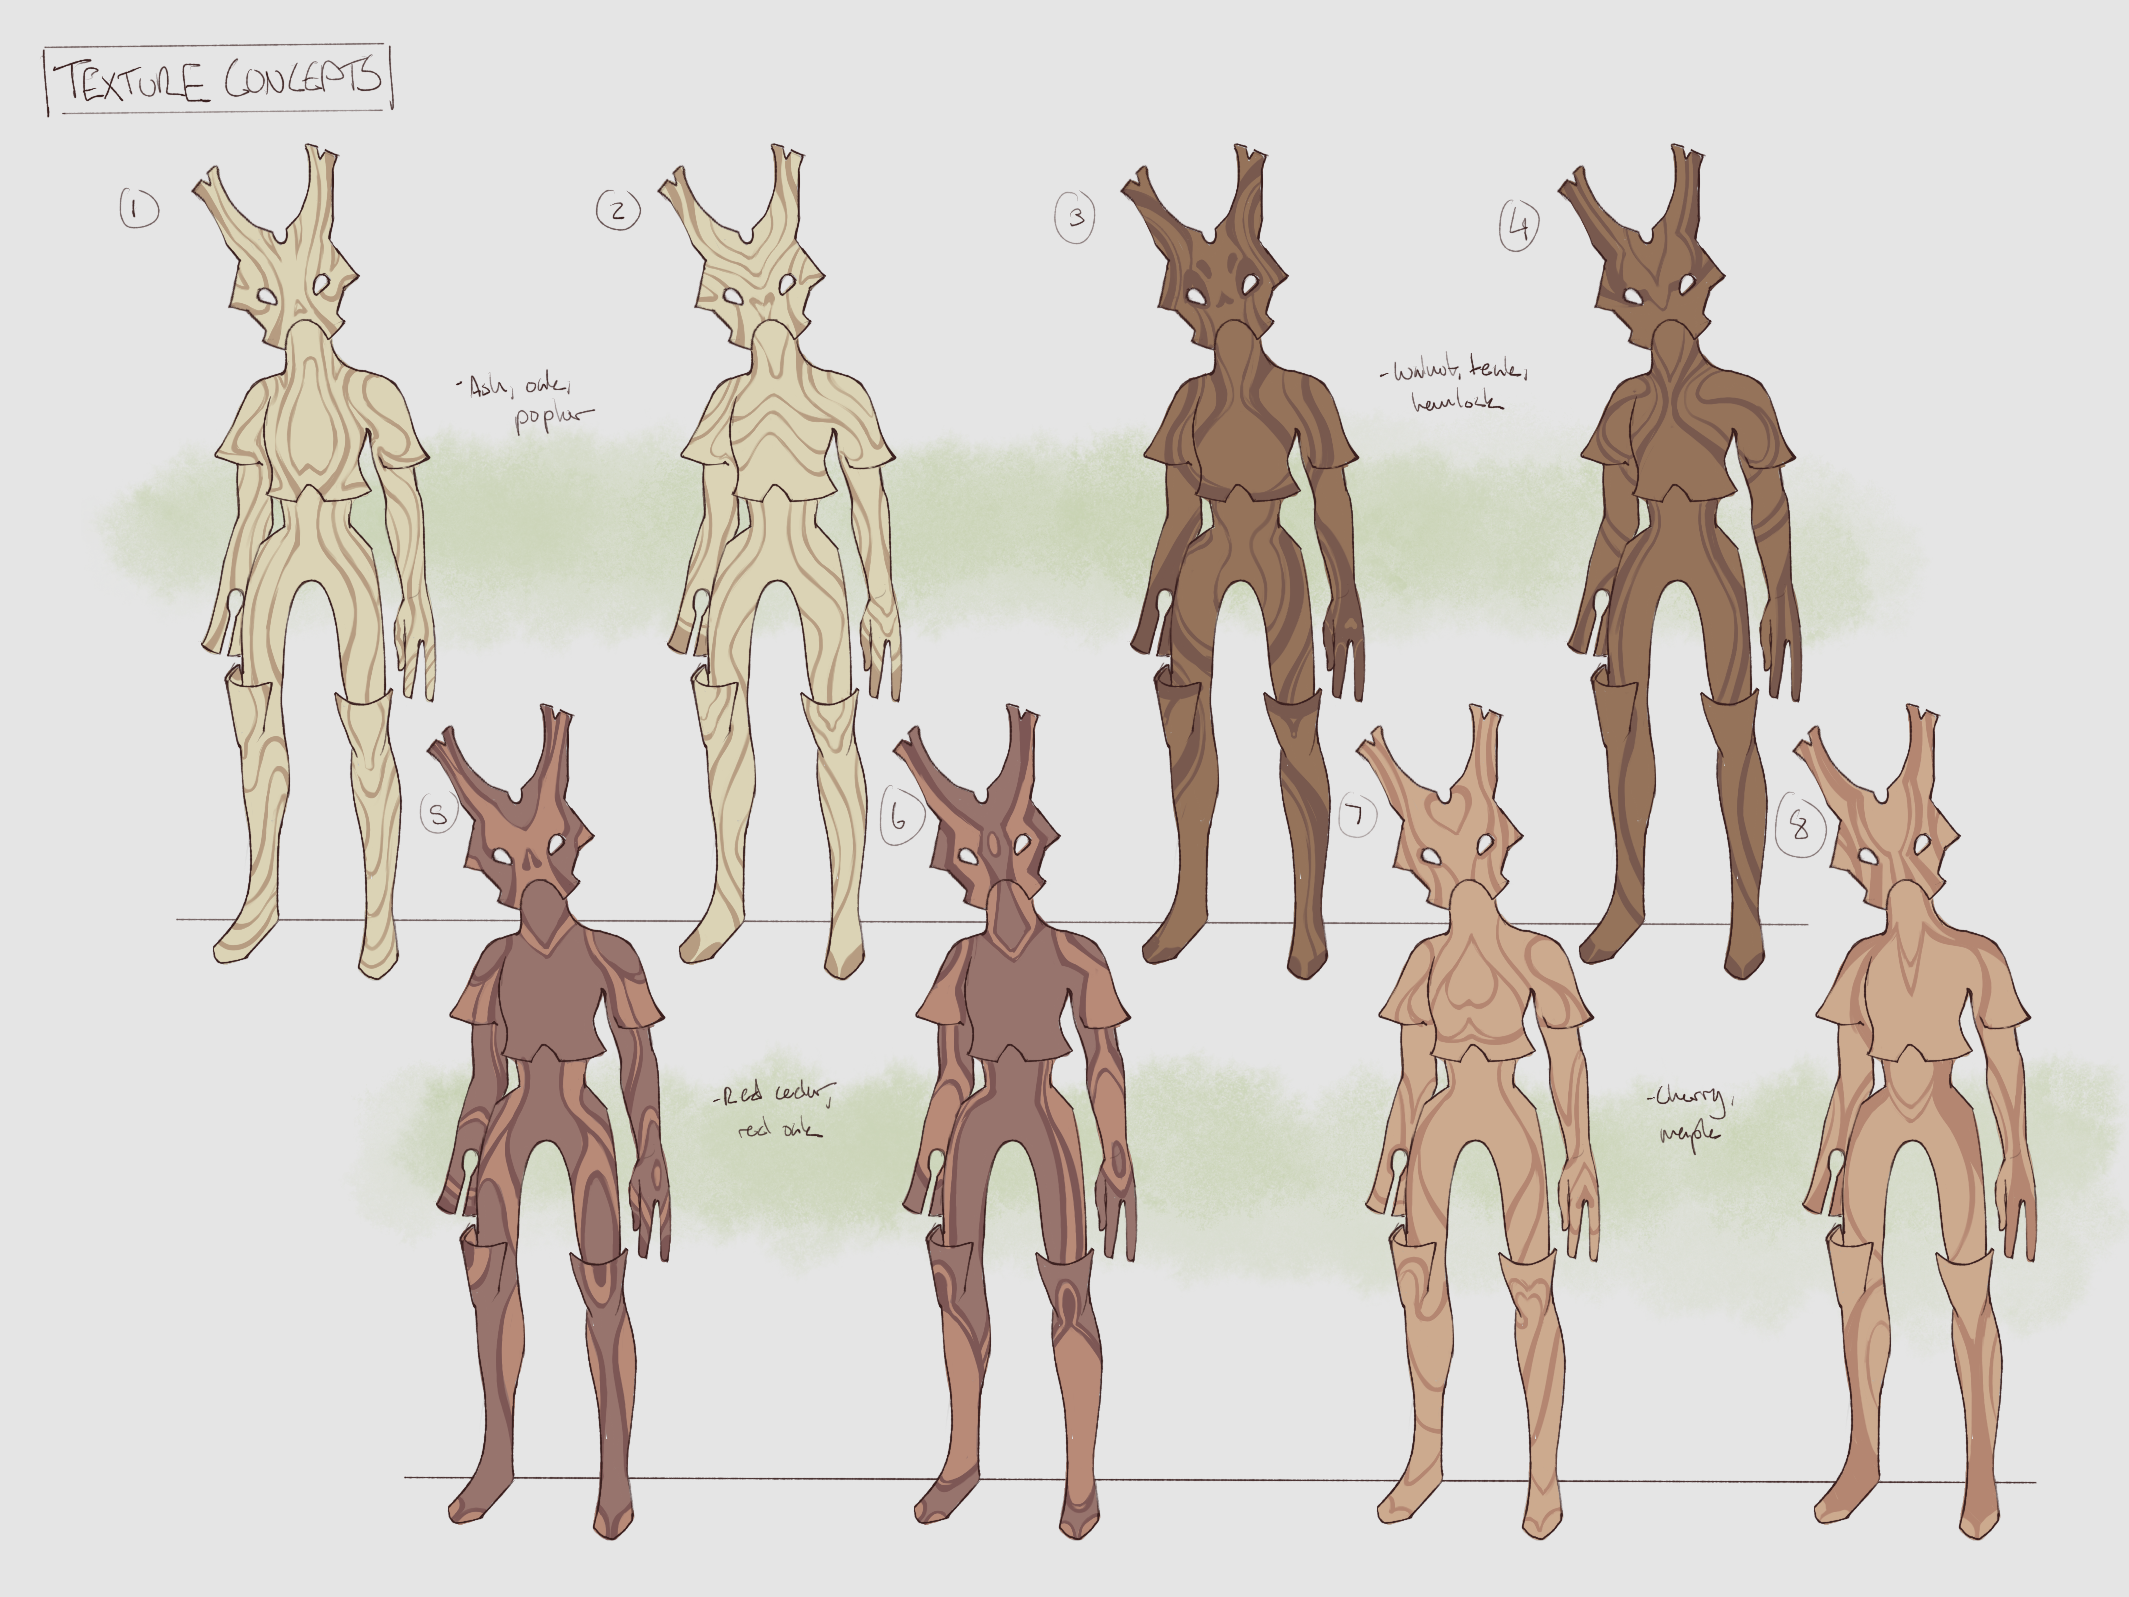 TEXTURE CONCEPTS
1
2
3
4
-Ash, oak,
poplar
-Walnut, teak,
hemlock
5
6
7
8
-Red cedar,
red oak
-Cherry,
maple